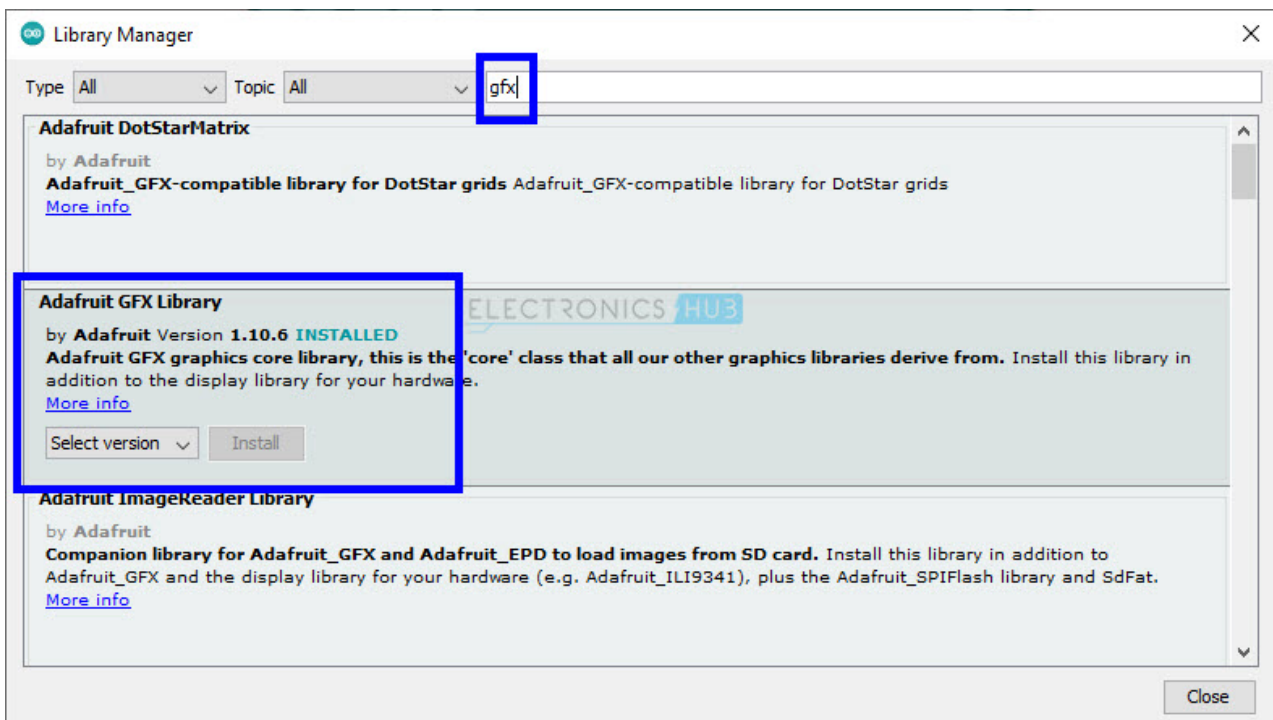 Library Manager
Type All Topic All gfx
Adafruit DotStarMatrix
by Adafruit
Adafruit_GFX-compatible library for DotStar grids Adafruit_GFX-compatible library for DotStar grids
More info
Adafruit GFX Library
ELECTRONICS HUB
by Adafruit Version 1.10.6 INSTALLED
Adafruit GFX graphics core library, this is the 'core' class that all our other graphics libraries derive from. Install this library in
addition to the display library for your hardware.
More info
Select version Install
Adafruit ImageReader Library
by Adafruit
Companion library for Adafruit_GFX and Adafruit_EPD to load images from SD card. Install this library in addition to
Adafruit_GFX and the display library for your hardware (e.g. Adafruit_ILI9341), plus the Adafruit_SPIFlash library and SdFat.
More info
Close